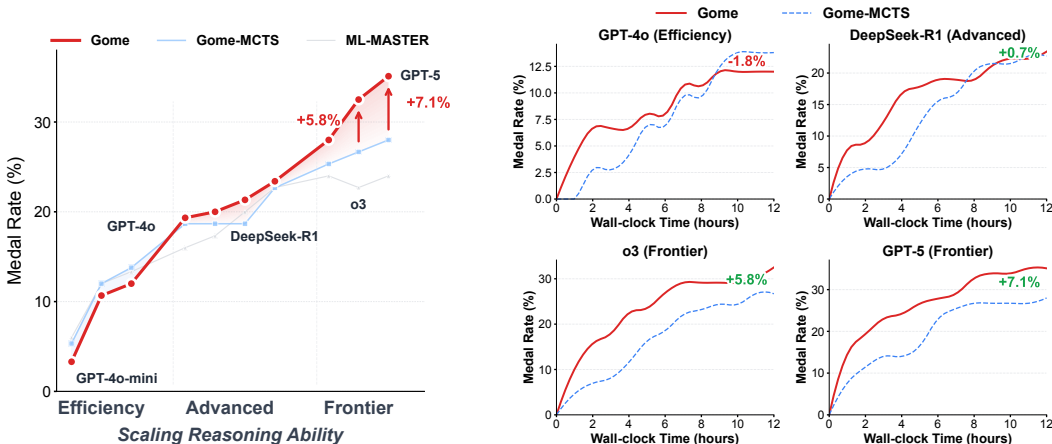 Gome Gome-MCTS ML-MASTER
Medal Rate (%)
30
20
10
0
GPT-4o-mini
GPT-4o
DeepSeek-R1
o3
GPT-5
+5.8%
+7.1%
Efficiency Advanced Frontier
Scaling Reasoning Ability
Gome Gome-MCTS
GPT-4o (Efficiency)
Medal Rate (%)
12.5
10.0
7.5
5.0
2.5
0.0
-1.8%
0 2 4 6 8 10 12
Wall-clock Time (hours)
DeepSeek-R1 (Advanced)
Medal Rate (%)
20
15
10
5
0
+0.7%
0 2 4 6 8 10 12
Wall-clock Time (hours)
o3 (Frontier)
Medal Rate (%)
30
20
10
0
+5.8%
0 2 4 6 8 10 12
Wall-clock Time (hours)
GPT-5 (Frontier)
Medal Rate (%)
30
20
10
0
+7.1%
0 2 4 6 8 10 12
Wall-clock Time (hours)